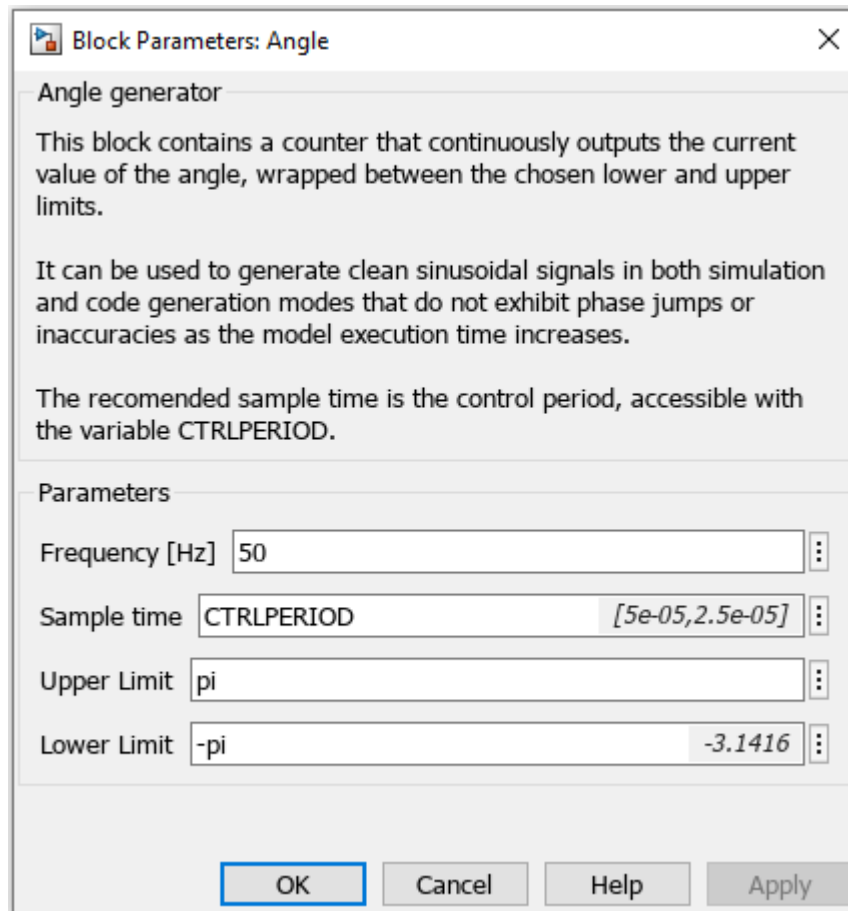 Block Parameters: Angle
Angle generator
This block contains a counter that continuously outputs the current
value of the angle, wrapped between the chosen lower and upper
limits.
It can be used to generate clean sinusoidal signals in both simulation
and code generation modes that do not exhibit phase jumps or
inaccuracies as the model execution time increases.
The recomended sample time is the control period, accessible with
the variable CTRLPERIOD.
Parameters
Frequency [Hz] 50
Sample time CTRLPERIOD [5e-05,2.5e-05]
Upper Limit pi
Lower Limit -pi -3.1416
OK Cancel Help Apply